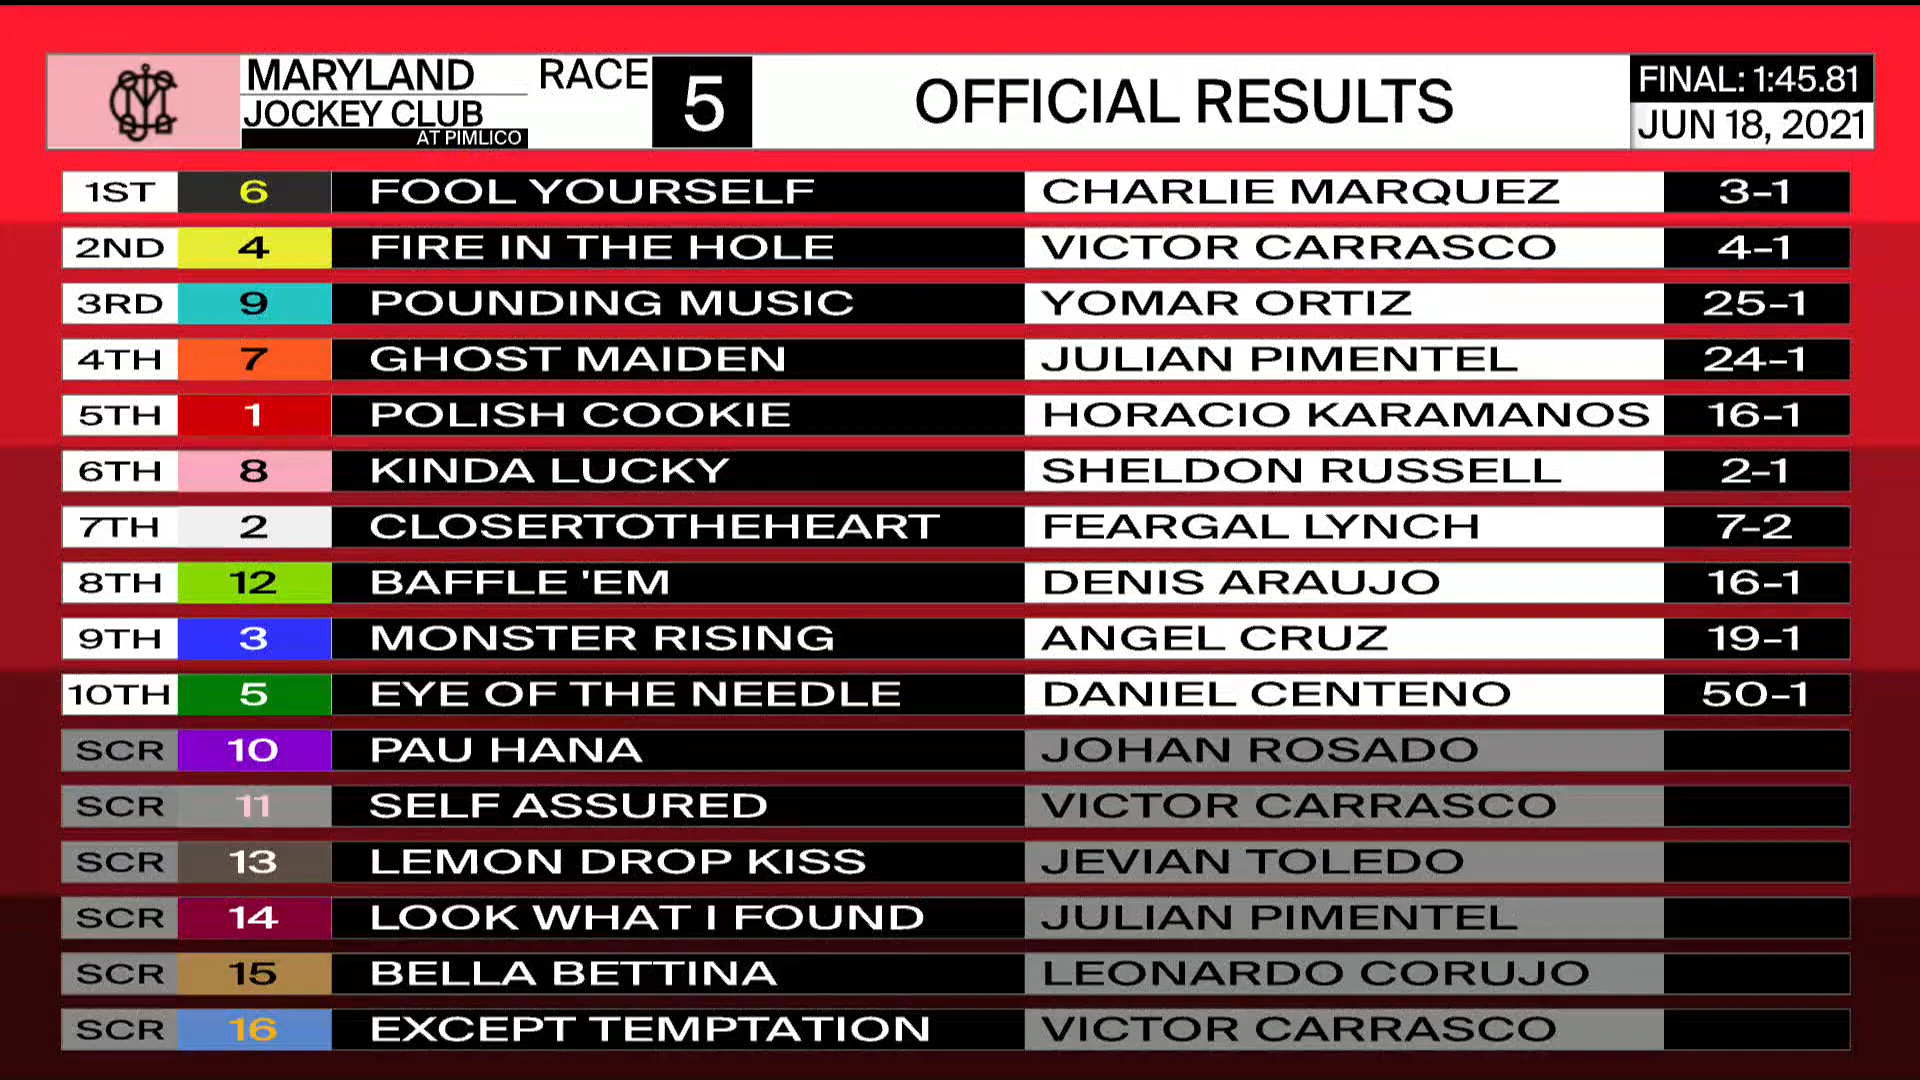 MARYLAND
JOCKEY CLUB
AT PIMLICO
RACE 5
OFFICIAL RESULTS
FINAL: 1:45.81
JUN 18, 2021
1ST 6 FOOL YOURSELF CHARLIE MARQUEZ 3-1
2ND 4 FIRE IN THE HOLE VICTOR CARRASCO 4-1
3RD 9 POUNDING MUSIC YOMAR ORTIZ 25-1
4TH 7 GHOST MAIDEN JULIAN PIMENTEL 24-1
5TH 1 POLISH COOKIE HORACIO KARAMANOS 16-1
6TH 8 KINDA LUCKY SHELDON RUSSELL 2-1
7TH 2 CLOSERTOTHEHEART FEARGAL LYNCH 7-2
8TH 12 BAFFLE 'EM DENIS ARAUJO 16-1
9TH 3 MONSTER RISING ANGEL CRUZ 19-1
10TH 5 EYE OF THE NEEDLE DANIEL CENTENO 50-1
SCR 10 PAU HANA JOHAN ROSADO
SCR 11 SELF ASSURED VICTOR CARRASCO
SCR 13 LEMON DROP KISS JEVIAN TOLEDO
SCR 14 LOOK WHAT I FOUND JULIAN PIMENTEL
SCR 15 BELLA BETTINA LEONARDO CORUJO
SCR 16 EXCEPT TEMPTATION VICTOR CARRASCO